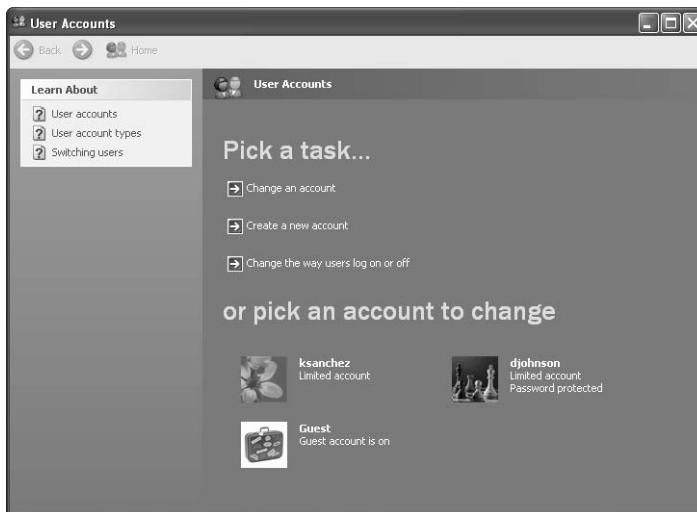 User Accounts
Back Home
Learn About
User accounts
User account types
Switching users
User Accounts
Pick a task...
Change an account
Create a new account
Change the way users log on or off
or pick an account to change
ksanchez
Limited account
djohnson
Limited account
Password protected
Guest
Guest account is on